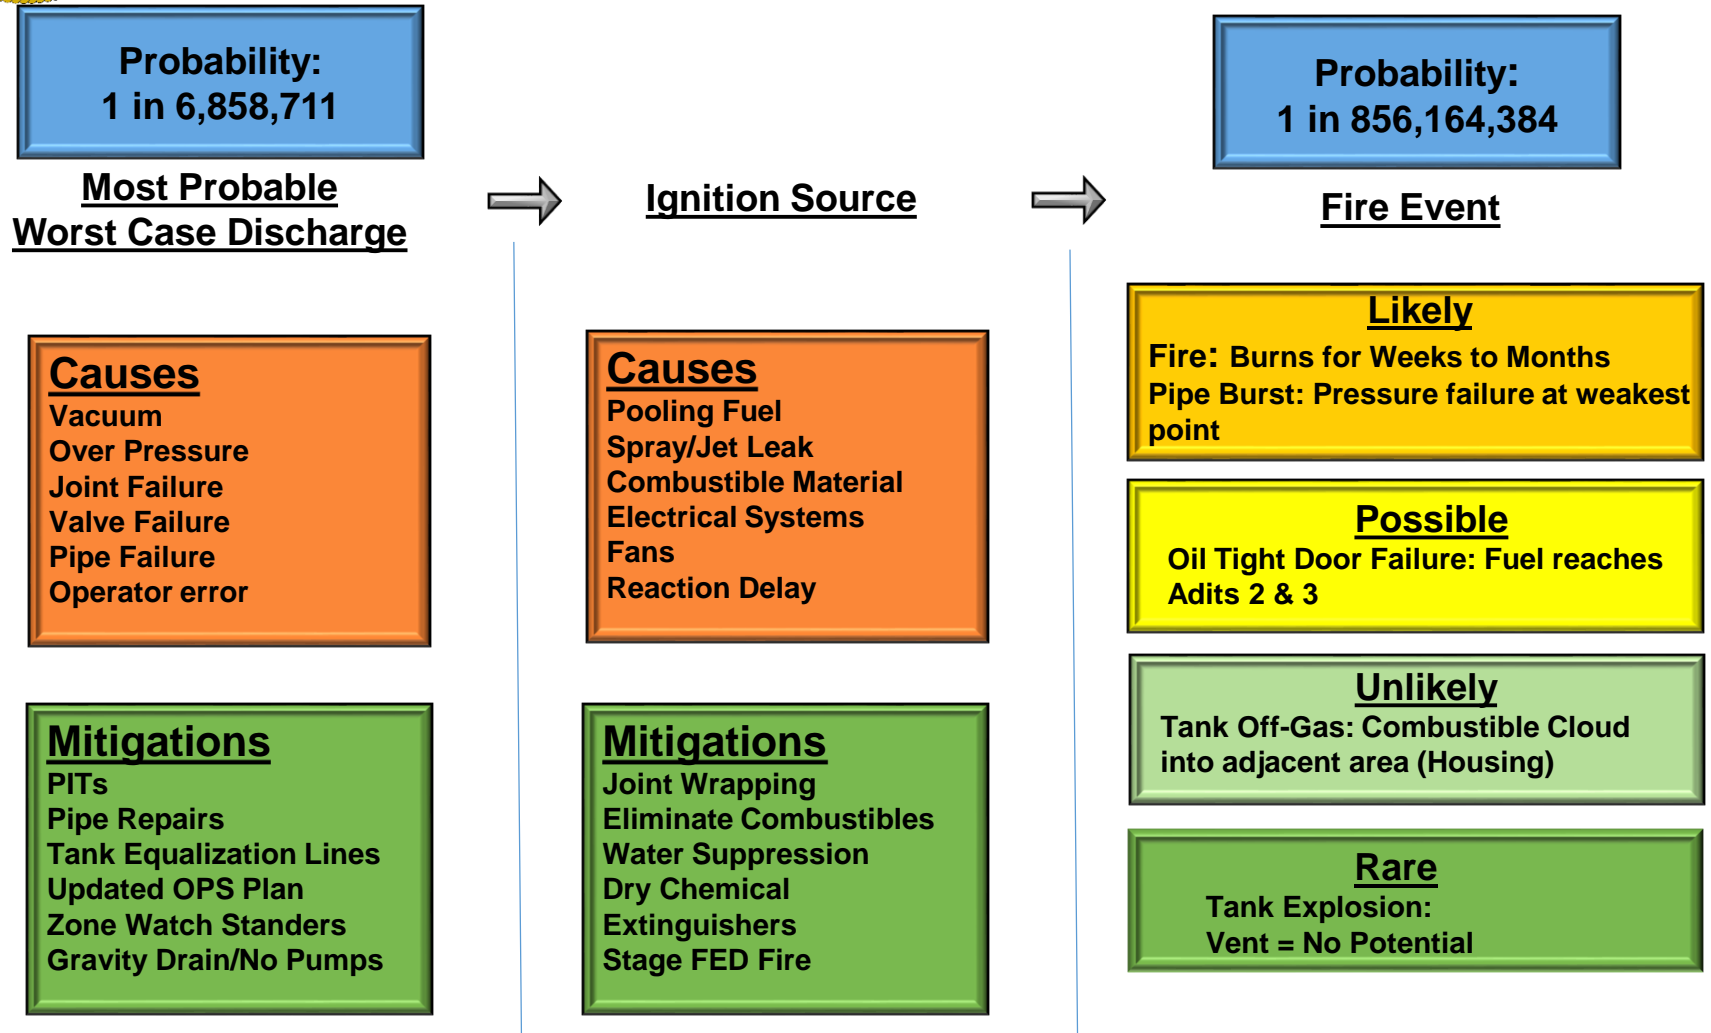 Probability:
1 in 6,858,711
Most Probable
Worst Case Discharge
Causes
Vacuum
Over Pressure
Joint Failure
Valve Failure
Pipe Failure
Operator error
Mitigations
PITs
Pipe Repairs
Tank Equalization Lines
Updated OPS Plan
Zone Watch Standers
Gravity Drain/No Pumps
Ignition Source
Causes
Pooling Fuel
Spray/Jet Leak
Combustible Material
Electrical Systems
Fans
Reaction Delay
Mitigations
Joint Wrapping
Eliminate Combustibles
Water Suppression
Dry Chemical
Extinguishers
Stage FED Fire
Probability:
1 in 856,164,384
Fire Event
Likely
Fire: Burns for Weeks to Months
Pipe Burst: Pressure failure at weakest
point
Possible
Oil Tight Door Failure: Fuel reaches
Adits 2 & 3
Unlikely
Tank Off-Gas: Combustible Cloud
into adjacent area (Housing)
Rare
Tank Explosion:
Vent = No Potential